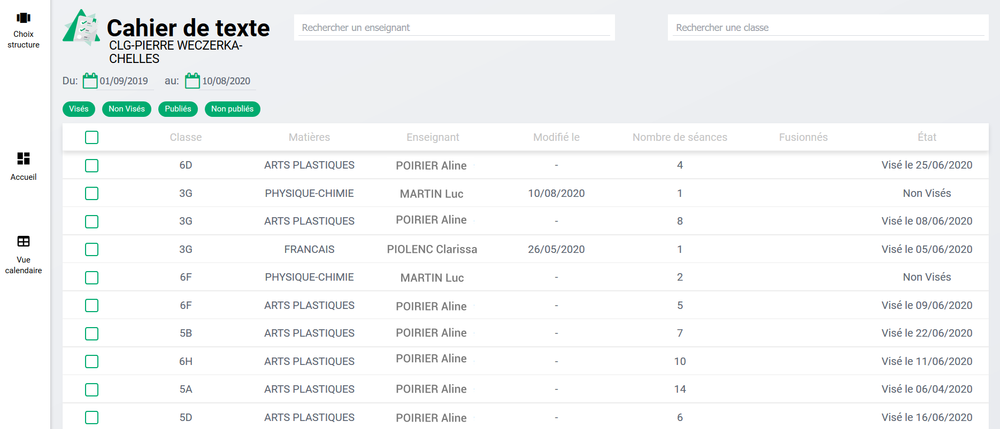 Choix
structure
Accueil
Vue
calendaire
Cahier de texte
CLG-PIERRE WECZERKA-
CHELLES
Rechercher un enseignant
Rechercher une classe
Du: 01/09/2019 au: 10/08/2020
Visés Non Visés Publiés Non publiés
Classe Matières Enseignant Modifié le Nombre de séances Fusionnés État
6D ARTS PLASTIQUES POIRIER Aline - 4 Visé le 25/06/2020
3G PHYSIQUE-CHIMIE MARTIN Luc 10/08/2020 1 Non Visés
3G ARTS PLASTIQUES POIRIER Aline - 8 Visé le 08/06/2020
3G FRANCAIS PIOLENC Clarissa 26/05/2020 1 Visé le 05/06/2020
6F PHYSIQUE-CHIMIE MARTIN Luc - 2 Non Visés
6F ARTS PLASTIQUES POIRIER Aline - 5 Visé le 09/06/2020
5B ARTS PLASTIQUES POIRIER Aline - 7 Visé le 22/06/2020
6H ARTS PLASTIQUES POIRIER Aline - 10 Visé le 11/06/2020
5A ARTS PLASTIQUES POIRIER Aline - 14 Visé le 06/04/2020
5D ARTS PLASTIQUES POIRIER Aline - 6 Visé le 16/06/2020